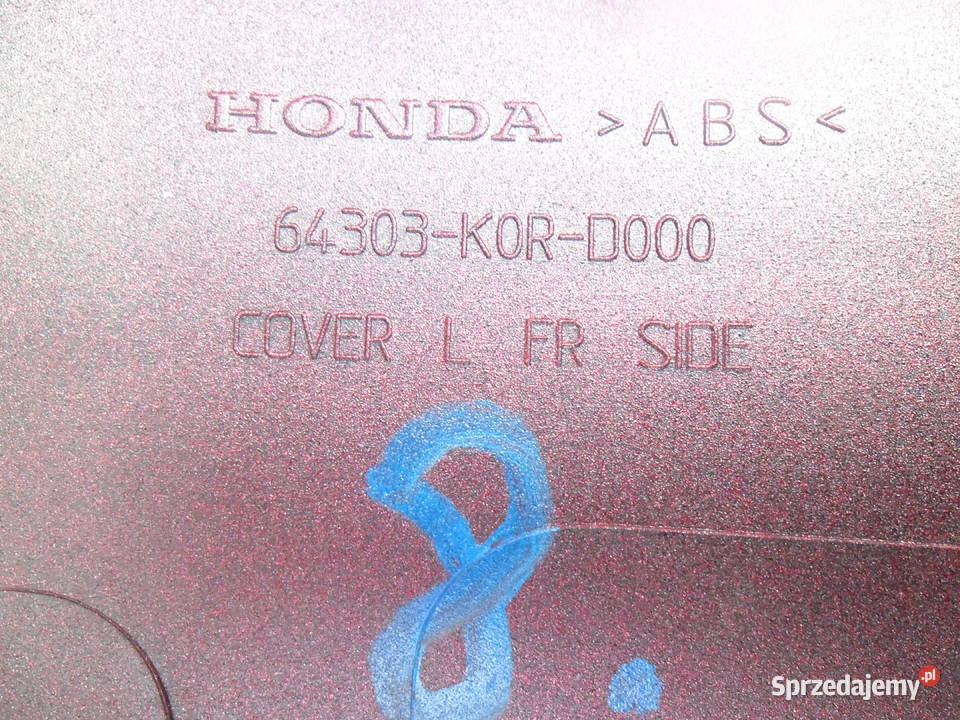 HONDA >ABS<
64303-K0R-D000
COVER L FR SIDE
8.
Sprzedajemy.pl